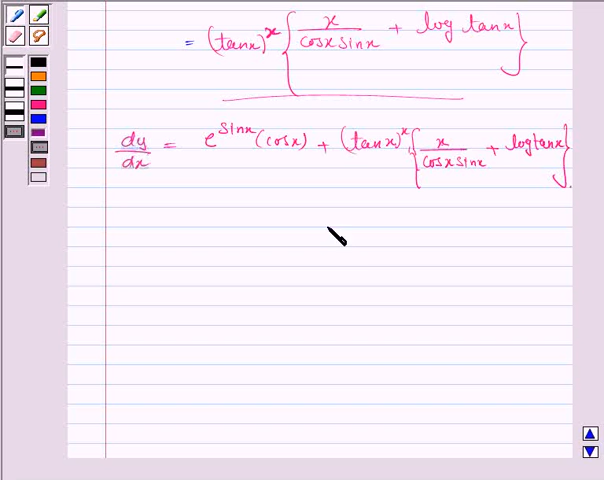 = (tanx)^x { x/(cosx sinx) + log tanx }
dy/dx = e^sinx (cosx) + (tanx)^x { x/(cosx sinx) + logtanx }.